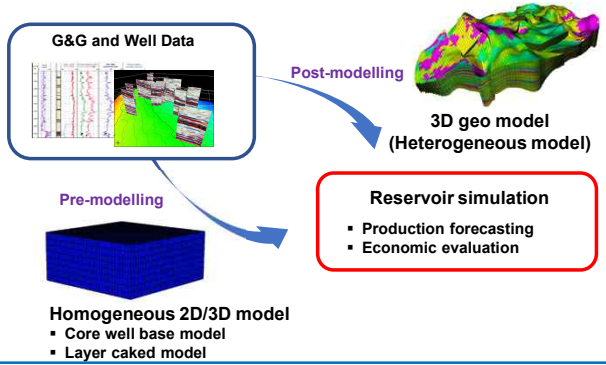 G&G and Well Data
Post-modelling
3D geo model
(Heterogeneous model)
Pre-modelling
Reservoir simulation
▪ Production forecasting
▪ Economic evaluation
Homogeneous 2D/3D model
▪ Core well base model
▪ Layer caked model